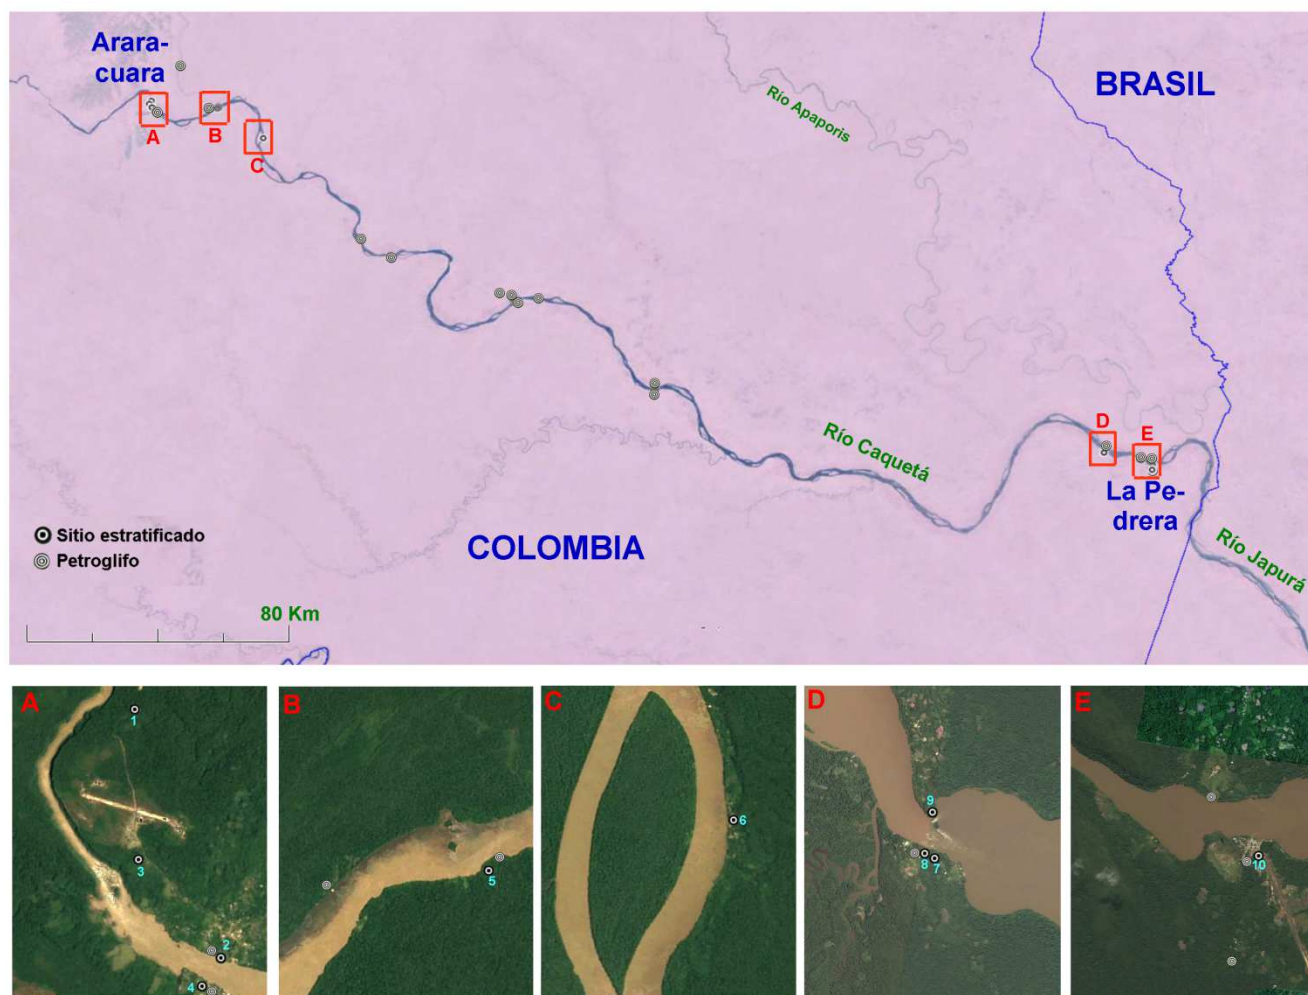 Arara-
cuara
BRASIL
Río Apaporis
A
B
C
Río Caquetá
D
E
La Pe-
drera
Río Japurá
COLOMBIA
Sitio estratificado
Petroglifo
80 Km
A
1
3
2
4
B
5
C
6
D
9
8
7
E
10